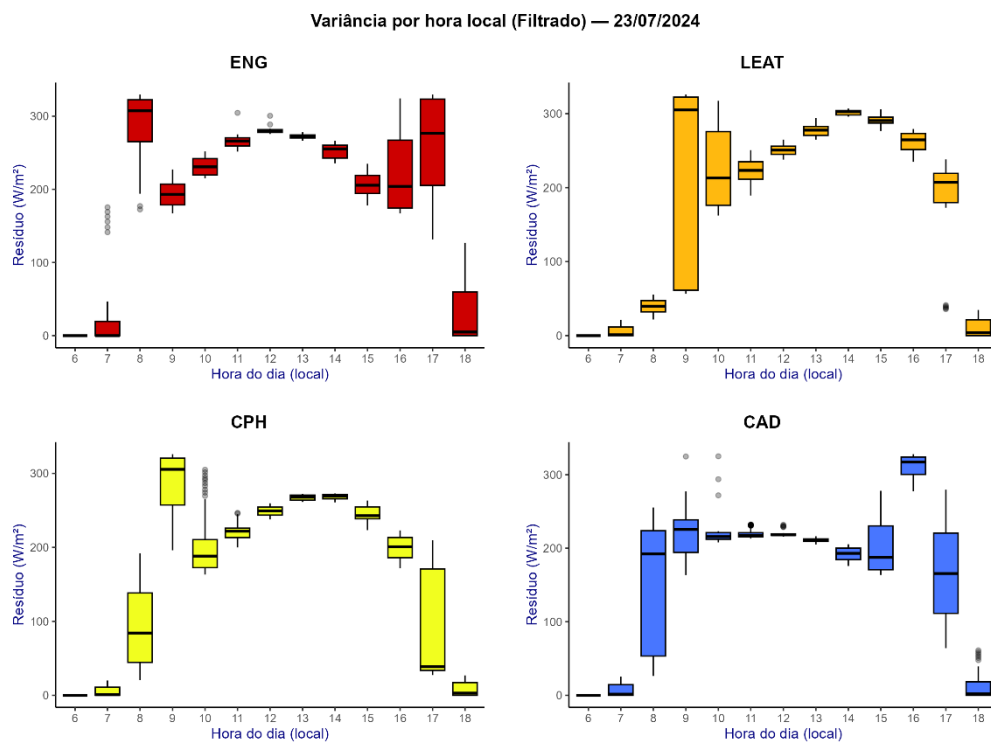 Variância por hora local (Filtrado) — 23/07/2024
ENG
Resíduo (W/m²)
300
200
100
0
6 7 8 9 10 11 12 13 14 15 16 17 18
Hora do dia (local)
LEAT
Resíduo (W/m²)
300
200
100
0
6 7 8 9 10 11 12 13 14 15 16 17 18
Hora do dia (local)
CPH
Resíduo (W/m²)
300
200
100
0
6 7 8 9 10 11 12 13 14 15 16 17 18
Hora do dia (local)
CAD
Resíduo (W/m²)
300
200
100
0
6 7 8 9 10 11 12 13 14 15 16 17 18
Hora do dia (local)